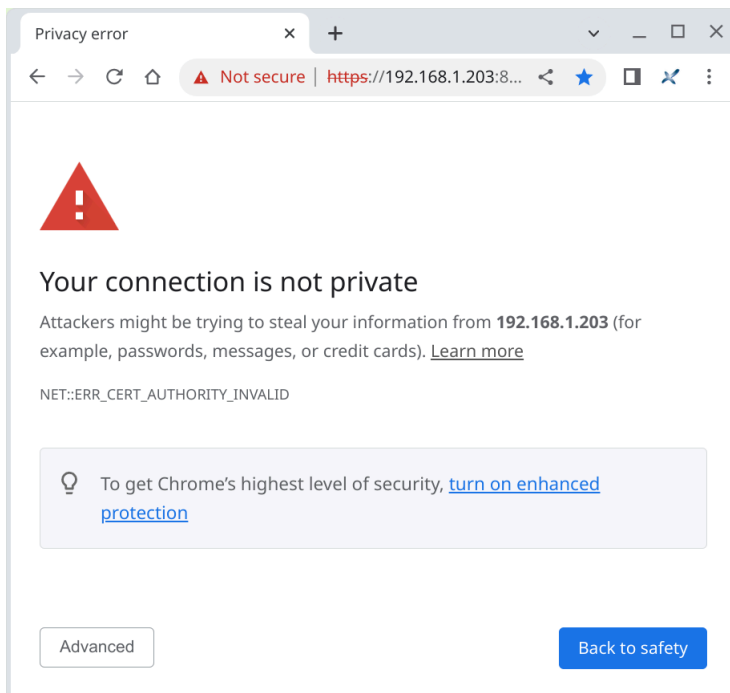 Privacy error
Not secure | https://192.168.1.203:8...
Your connection is not private
Attackers might be trying to steal your information from 192.168.1.203 (for
example, passwords, messages, or credit cards). Learn more
NET::ERR_CERT_AUTHORITY_INVALID
To get Chrome’s highest level of security, turn on enhanced
protection
Advanced
Back to safety